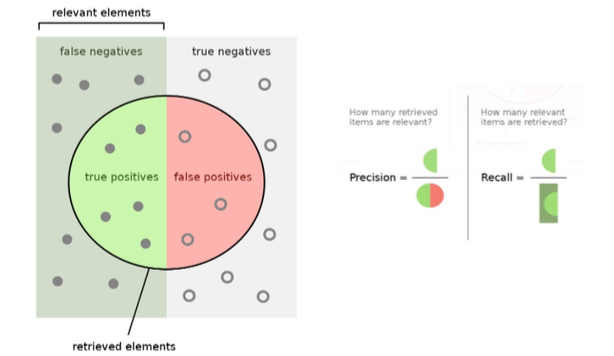 relevant elements
false negatives
true negatives
true positives
false positives
retrieved elements
How many retrieved
items are relevant?
Precision =
How many relevant
items are retrieved?
Recall =